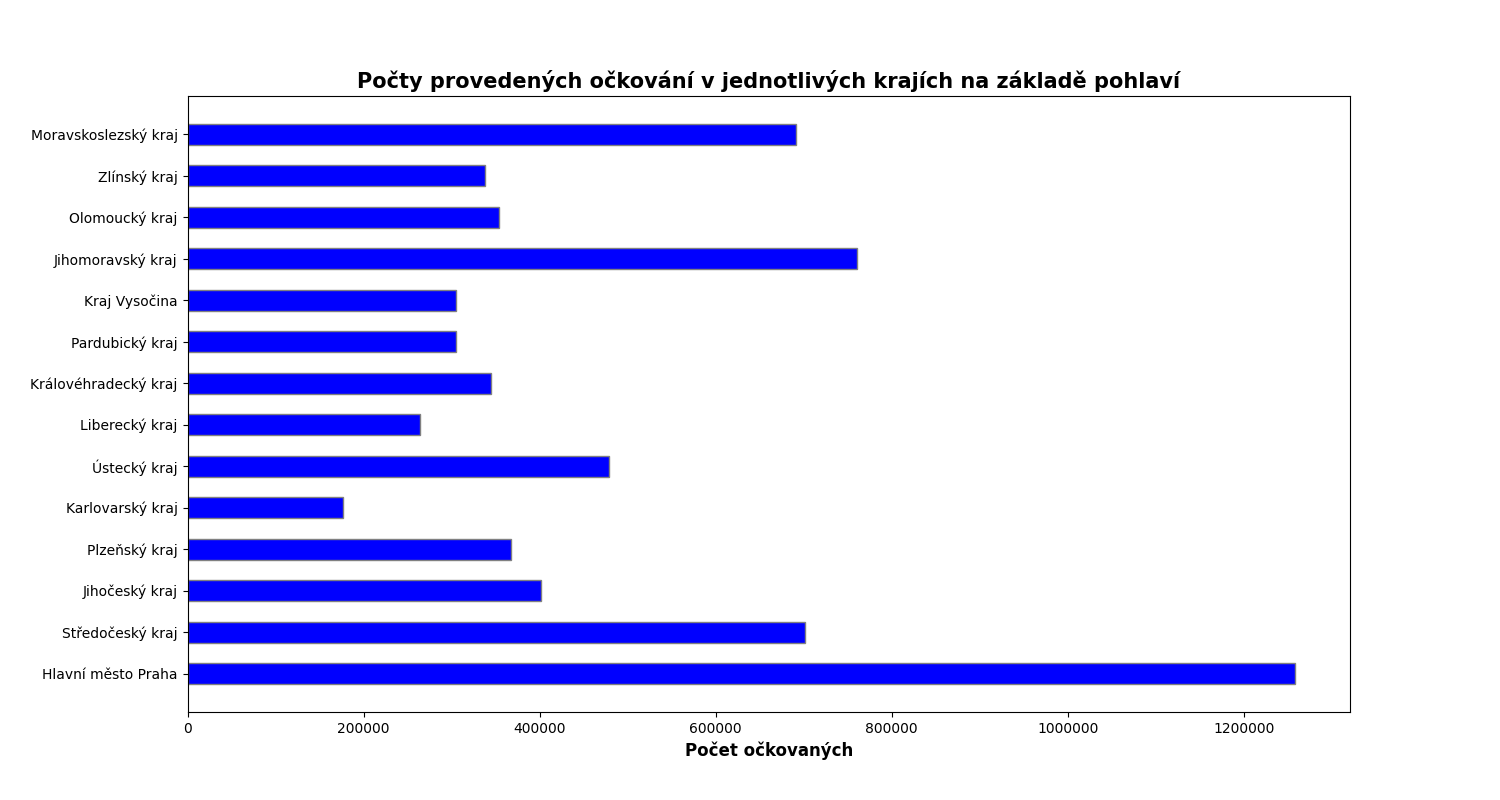 Počty provedených očkování v jednotlivých krajích na základě pohlaví
Moravskoslezský kraj
Zlínský kraj
Olomoucký kraj
Jihomoravský kraj
Kraj Vysočina
Pardubický kraj
Královéhradecký kraj
Liberecký kraj
Ústecký kraj
Karlovarský kraj
Plzeňský kraj
Jihočeský kraj
Středočeský kraj
Hlavní město Praha
0 200000 400000 600000 800000 1000000 1200000
Počet očkovaných